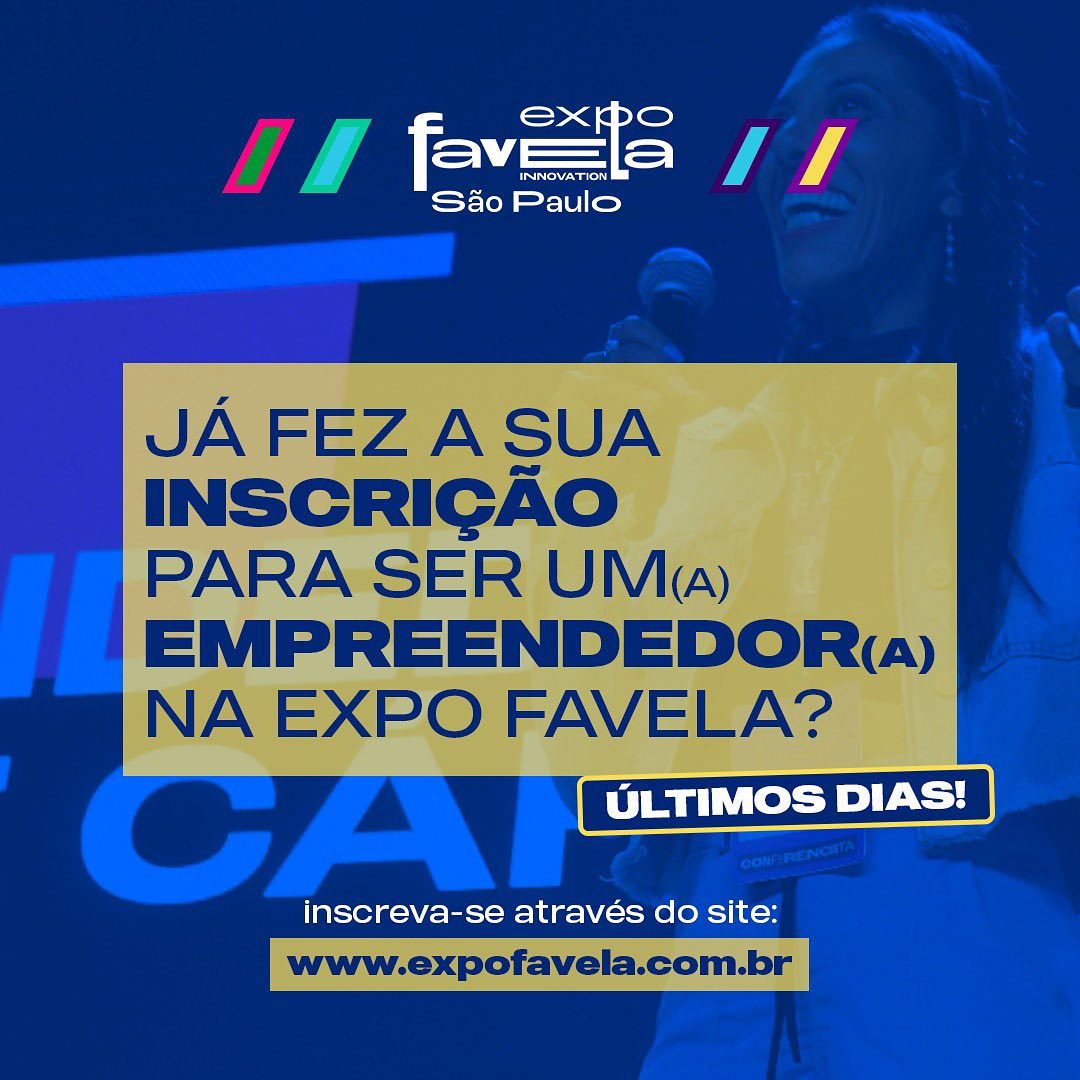 expo
favela
INNOVATION
São Paulo
JÁ FEZ A SUA
INSCRIÇÃO
PARA SER UM(A)
EMPREENDEDOR(A)
NA EXPO FAVELA?
ÚLTIMOS DIAS!
inscreva-se através do site:
www.expofavela.com.br